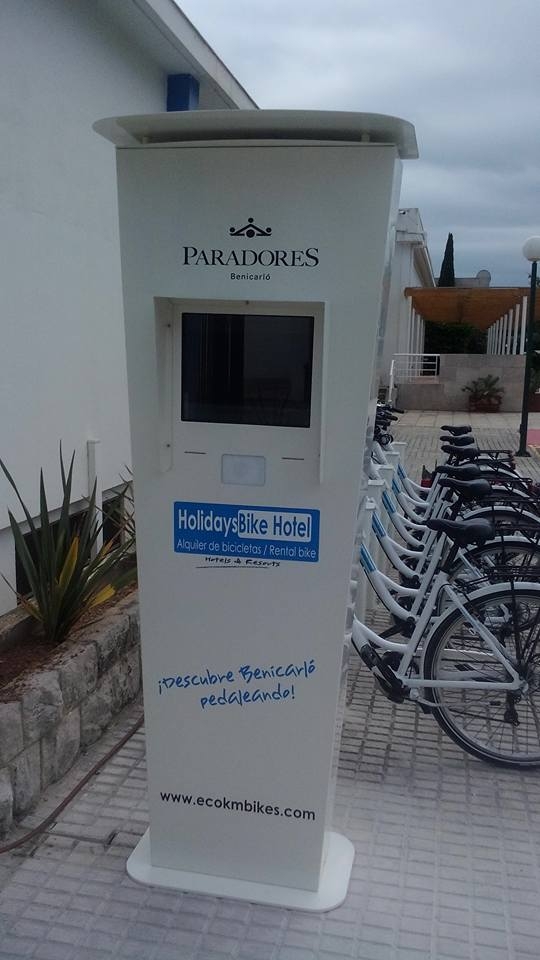 PARADORES
Benicarló
HolidaysBike Hotel
Alquiler de bicicletas / Rental bike
Hotels & Resorts
¡Descubre Benicarló
pedaleando!
www.ecokmbikes.com